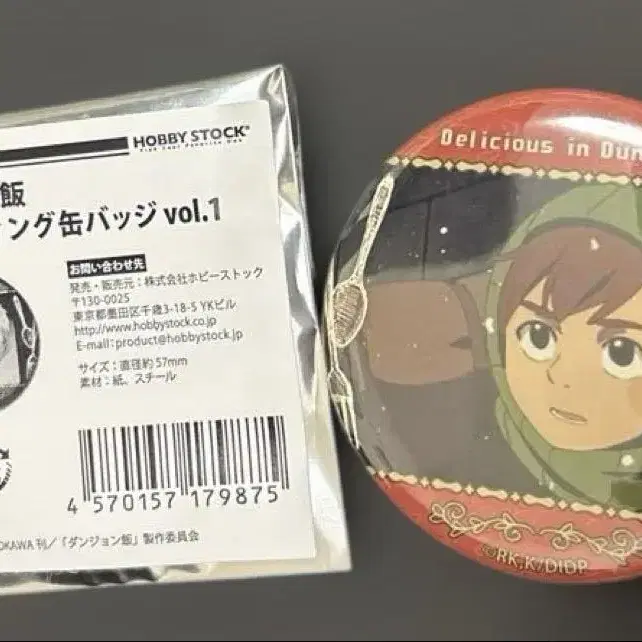 HOBBY STOCK
Find Your Favorite One
飯
ング缶バッジ vol.1
お問い合わせ先
発売・販売元:株式会社ホビーストック
〒130-0025
東京都墨田区千歳3-18-5 YKビル
http://www.hobbystock.co.jp
E-mail:product@hobbystock.jp
サイズ:直径約57mm
素材:紙、スチール
4 570157 179875
OKAWA 刊/「ダンジョン飯」製作委員会
Delicious in Dun
©RK,K/DIDP